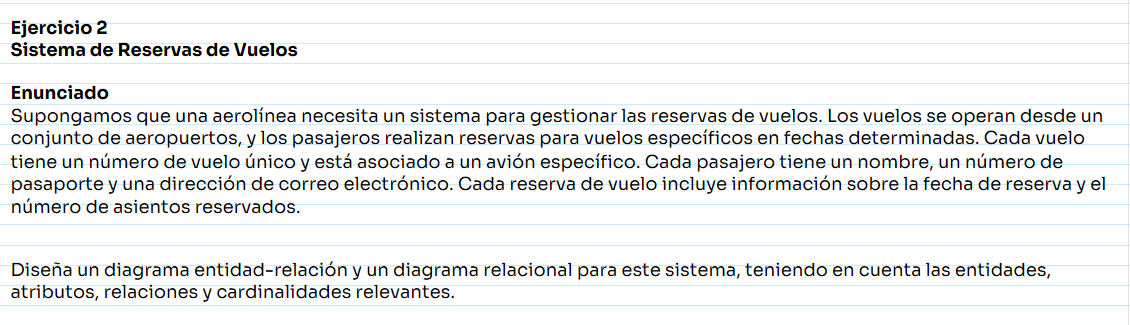 Ejercicio 2
Sistema de Reservas de Vuelos
Enunciado
Supongamos que una aerolínea necesita un sistema para gestionar las reservas de vuelos. Los vuelos se operan desde un
conjunto de aeropuertos, y los pasajeros realizan reservas para vuelos específicos en fechas determinadas. Cada vuelo
tiene un número de vuelo único y está asociado a un avión específico. Cada pasajero tiene un nombre, un número de
pasaporte y una dirección de correo electrónico. Cada reserva de vuelo incluye información sobre la fecha de reserva y el
número de asientos reservados.
Diseña un diagrama entidad-relación y un diagrama relacional para este sistema, teniendo en cuenta las entidades,
atributos, relaciones y cardinalidades relevantes.